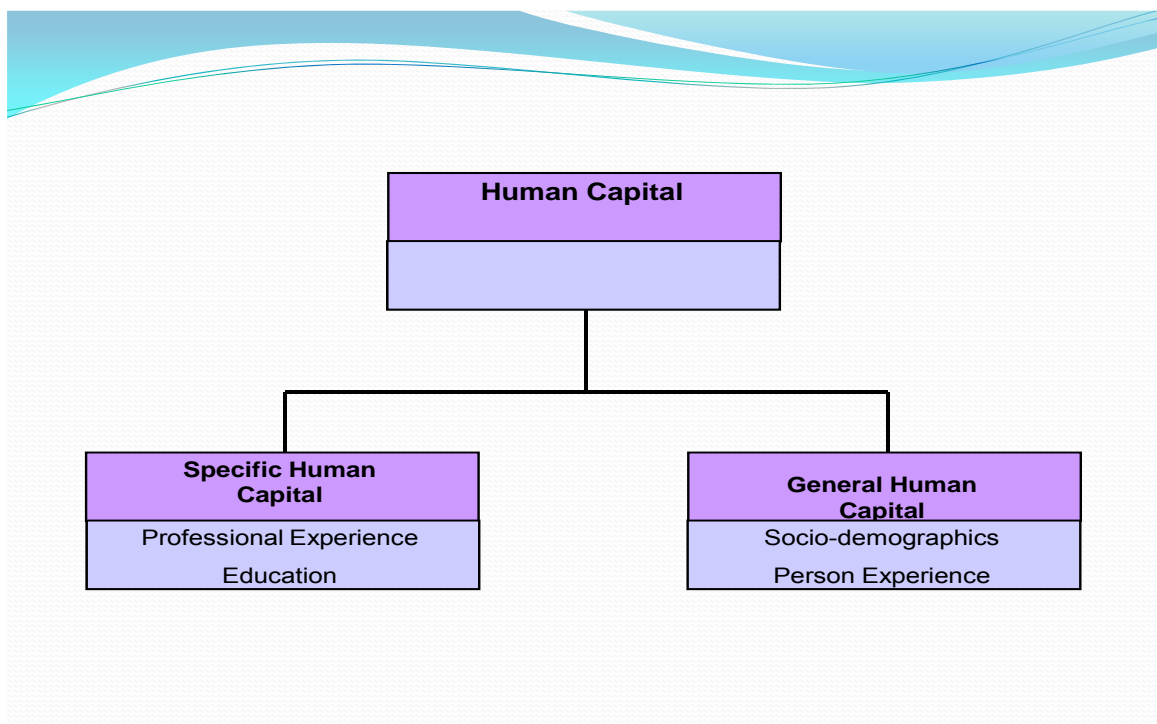 Human Capital
Specific Human
Capital
Professional Experience
Education
General Human
Capital
Socio-demographics
Person Experience